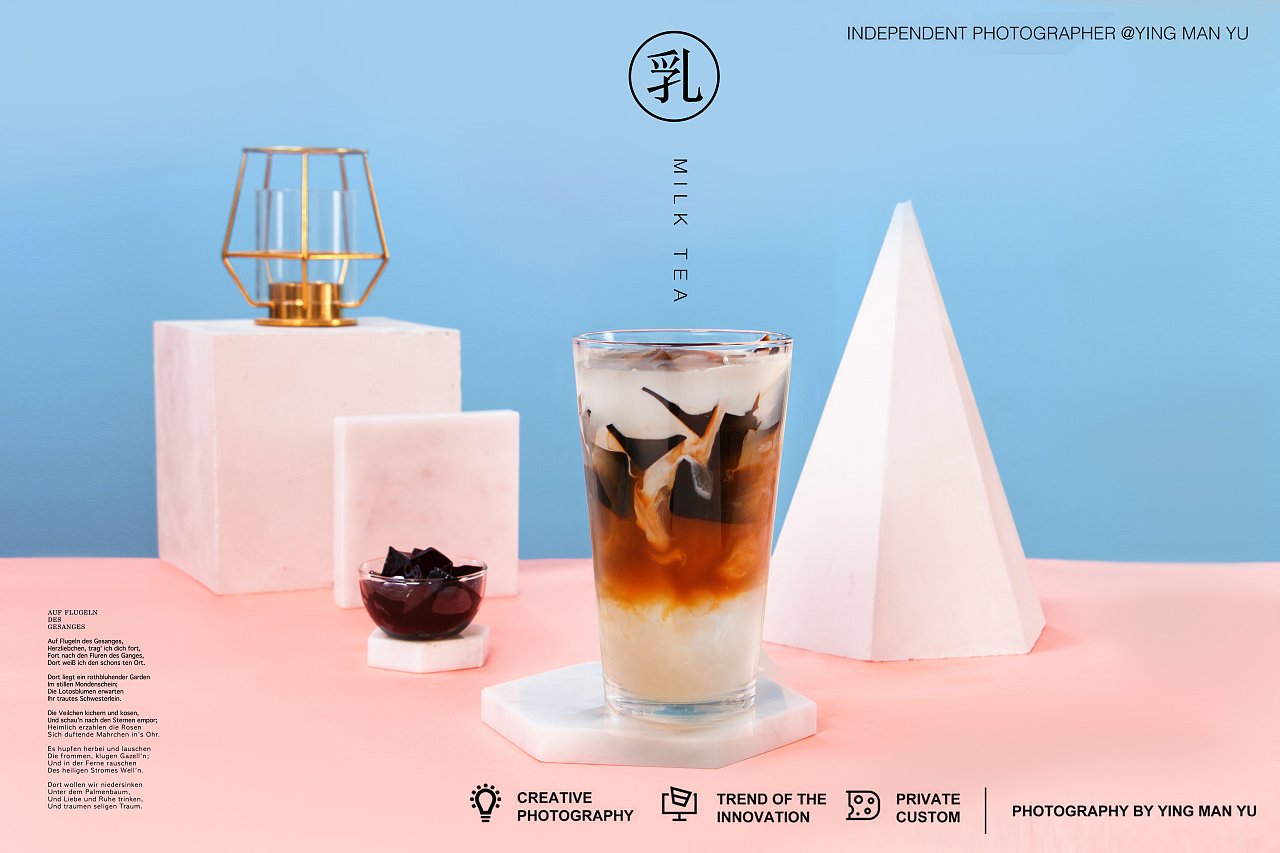 INDEPENDENT PHOTOGRAPHER @YING MAN YU
乳
MILK TEA
AUF FLUGELN
DES
GESANGES
Auf Flugeln des Gesanges,
Herzliebchen, trag' ich dich fort,
Fort nach den Fluren des Ganges,
Dort weiß ich den schons ten Ort.
Dort liegt ein rothbluhender Garden
Im stillen Mondenschein;
Die Lotosblumen erwarten
Ihr trautes Schwesterlein.
Die Veilchen kichern und kosen,
Und schau'n nach den Sternen empor;
Heimlich erzahlen die Rosen
Sich duftende Mahrchen in's Ohr.
Es hupfen herbei und lauschen
Die frommen, klugen Gazell'n;
Und in der Ferne rauschen
Des heiligen Stromes Well'n.
Dort wollen wir niedersinken
Unter dem Palmenbaum,
Und Liebe und Ruhe trinken,
Und traumen seligen Traum.
CREATIVE
PHOTOGRAPHY
TREND OF THE
INNOVATION
PRIVATE
CUSTOM
PHOTOGRAPHY BY YING MAN YU